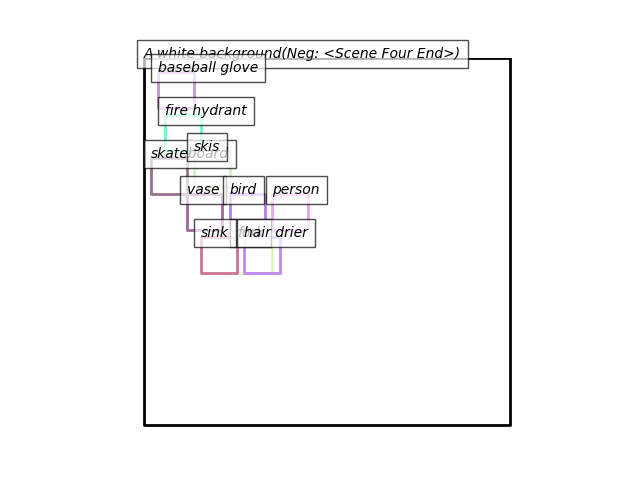 A white background(Neg: <Scene Four End>)
baseball glove
fire hydrant
skis
skateboard
vase
bird
person
sink
hair drier